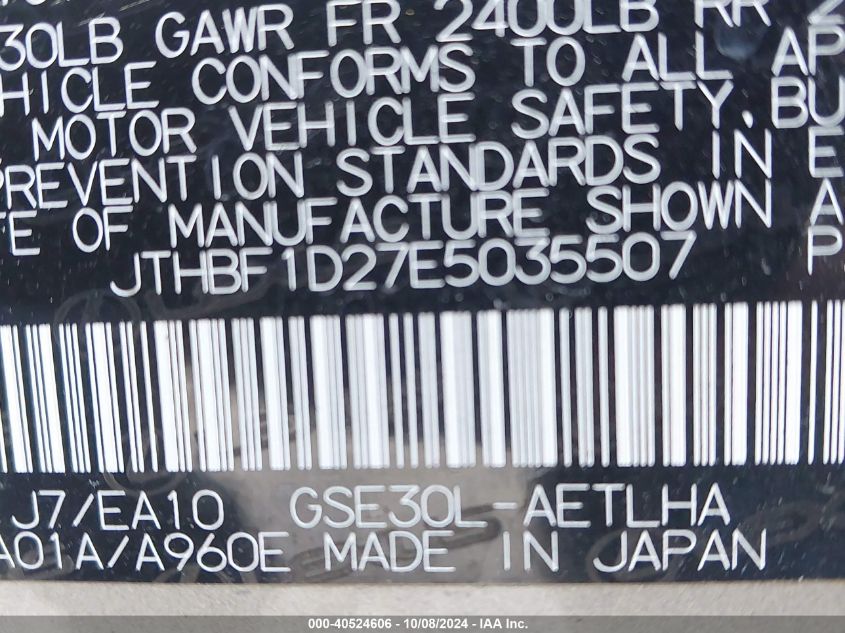 30LB GAWR FR 2400LB RR 2
HICLE CONFORMS TO ALL AP
MOTOR VEHICLE SAFETY, BU
PREVENTION STANDARDS IN E
TE OF MANUFACTURE SHOWN A
JTHBF1D27E5035507 P
J7/EA10 GSE30L-AETLHA
A01A/A960E MADE IN JAPAN
000-40524606 - 10/08/2024 - IAA Inc.